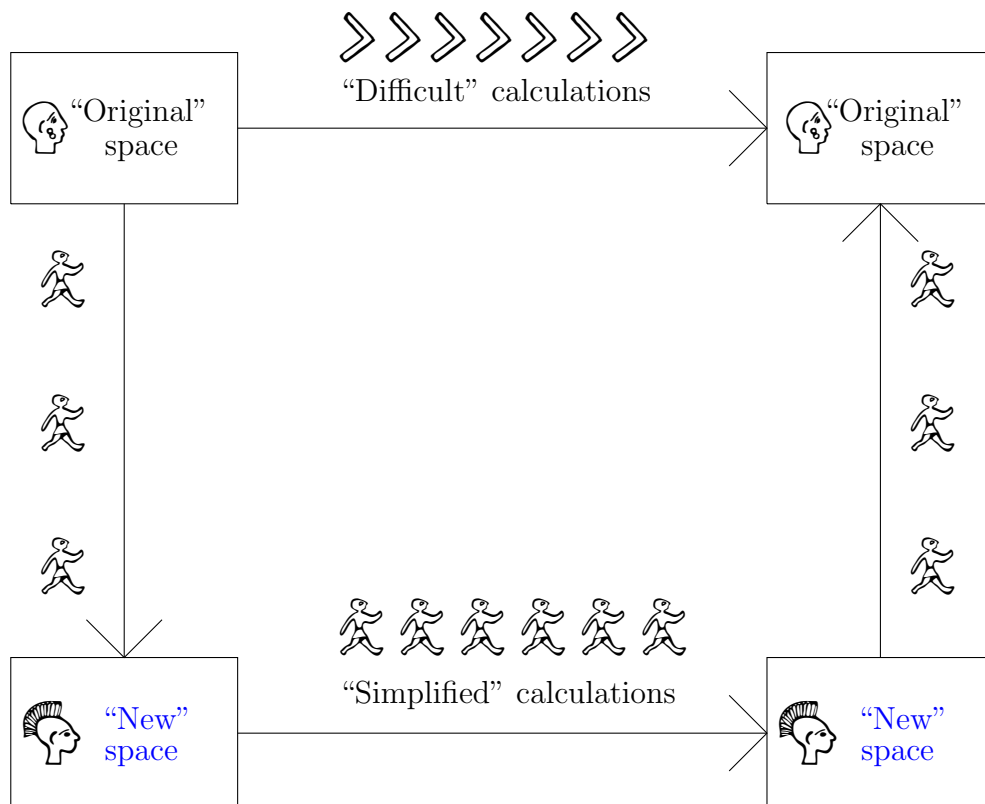 “Difficult” calculations
“Original”
space
“Original”
space
“Simplified” calculations
“New”
space
“New”
space